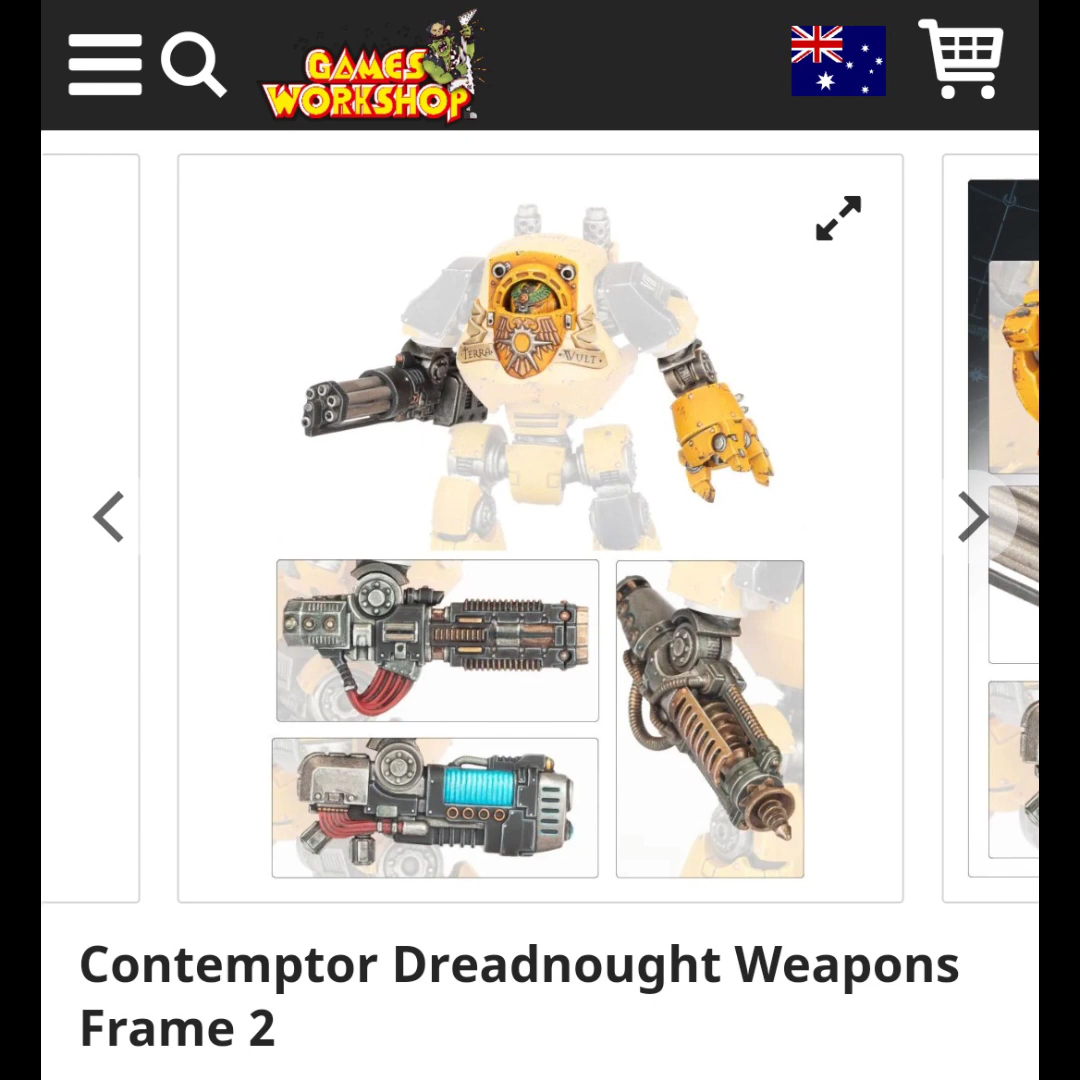 GAMES
WORKSHOP
TERRA VULT
Contemptor Dreadnought Weapons
Frame 2